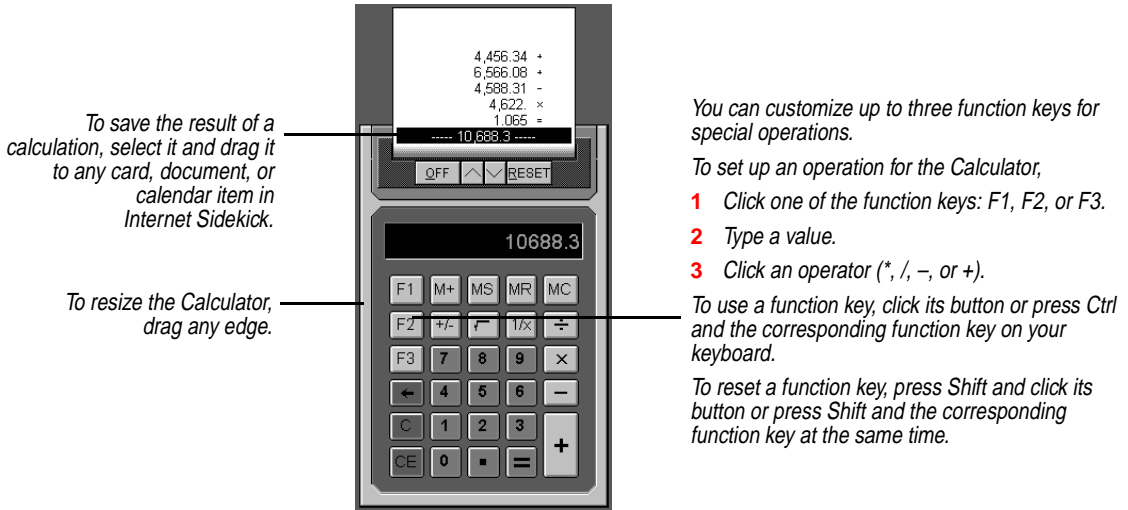 4,456.34 +
6,566.08 +
4,588.31 -
4,622. ×
1.065 =
----- 10,688.3 -----
OFF RESET
To save the result of a
calculation, select it and drag it
to any card, document, or
calendar item in
Internet Sidekick.
10688.3
F1 M+ MS MR MC
F2 +/- √ 1/x ÷
F3 7 8 9 ×
← 4 5 6 −
C 1 2 3 +
CE 0 . =
To resize the Calculator,
drag any edge.
You can customize up to three function keys for
special operations.
To set up an operation for the Calculator,
1 Click one of the function keys: F1, F2, or F3.
2 Type a value.
3 Click an operator (*, /, –, or +).
To use a function key, click its button or press Ctrl
and the corresponding function key on your
keyboard.
To reset a function key, press Shift and click its
button or press Shift and the corresponding
function key at the same time.